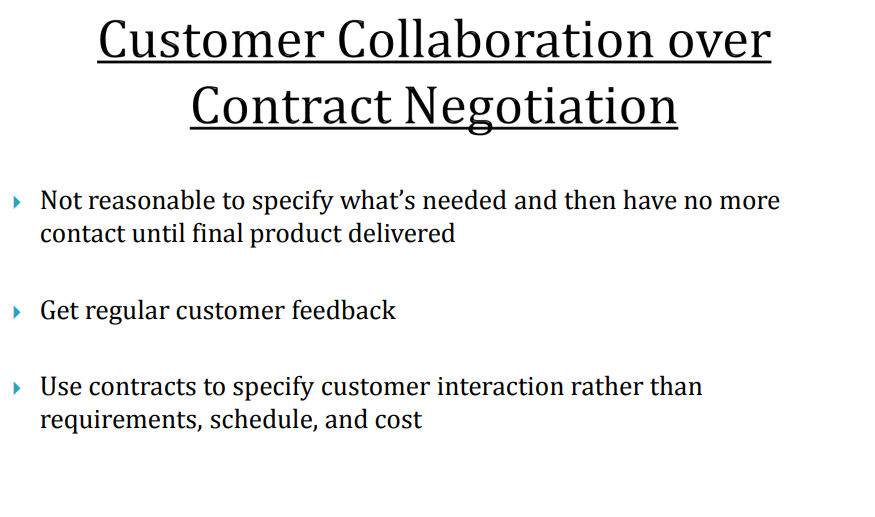 Customer Collaboration over
Contract Negotiation
Not reasonable to specify what’s needed and then have no more
contact until final product delivered
Get regular customer feedback
Use contracts to specify customer interaction rather than
requirements, schedule, and cost